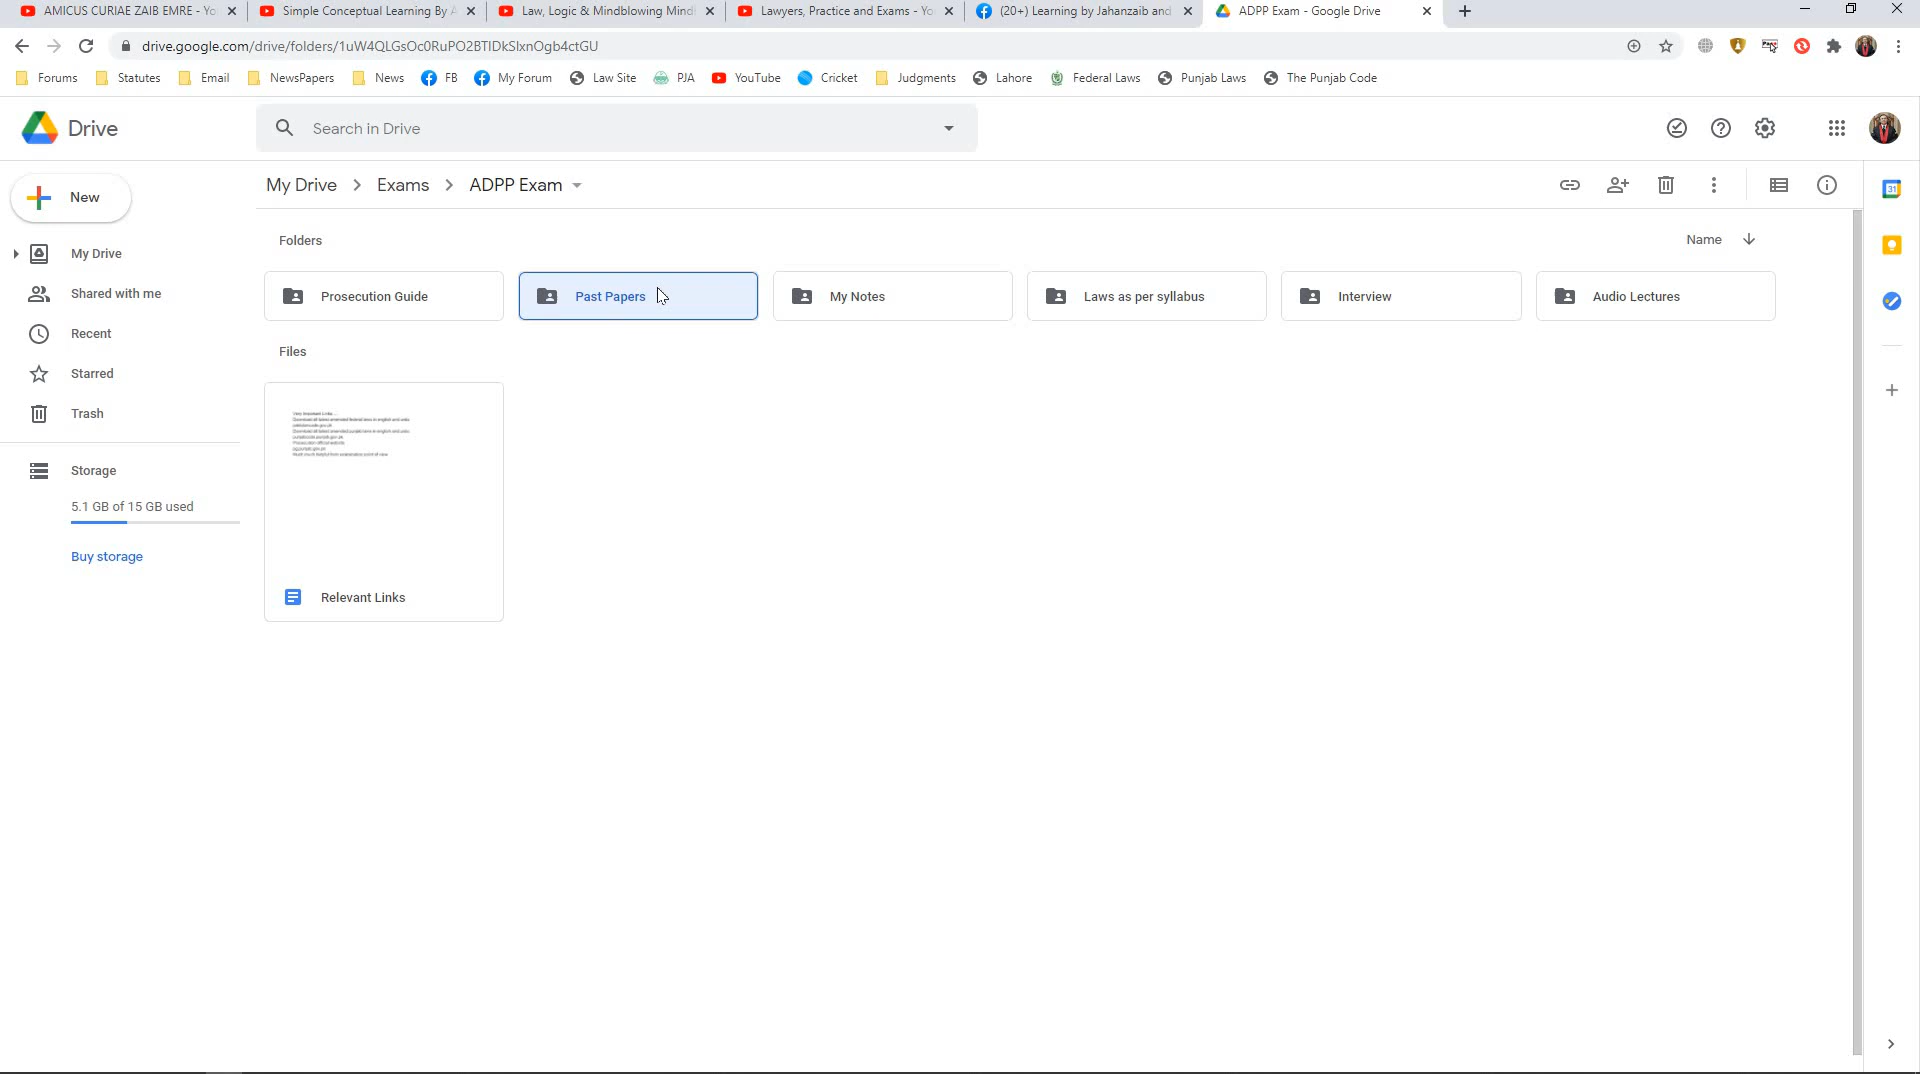 AMICUS CURIAE ZAIB EMRE - Yo
Simple Conceptual Learning By A
Law, Logic & Mindblowing Mind
Lawyers, Practice and Exams - Yo
(20+) Learning by Jahanzaib and
ADPP Exam - Google Drive
drive.google.com/drive/folders/1uW4QLGsOc0RuPO2BTIDkSlxnOgb4ctGU
Forums
Statutes
Email
NewsPapers
News
FB
My Forum
Law Site
PJA
YouTube
Cricket
Judgments
Lahore
Federal Laws
Punjab Laws
The Punjab Code
Drive
Search in Drive
New
My Drive
Shared with me
Recent
Starred
Trash
Storage
5.1 GB of 15 GB used
Buy storage
My Drive > Exams > ADPP Exam
Folders
Name
Prosecution Guide
Past Papers
My Notes
Laws as per syllabus
Interview
Audio Lectures
Files
Very Important Links ...
Relevant Links
31